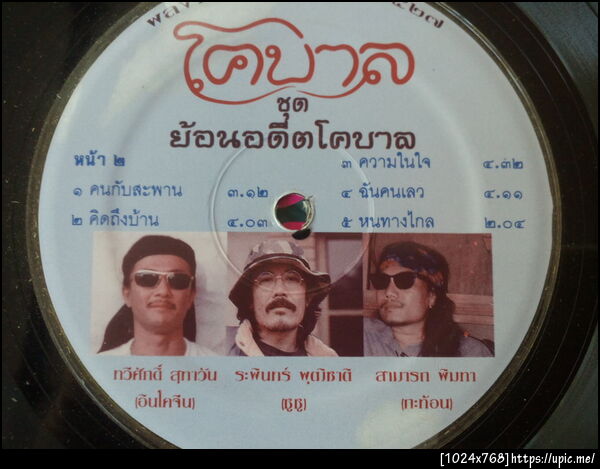 โคบาล
ชุด
ย้อนอดีตโคบาล
หน้า ๒
๑ คนกับสะพาน ๓.๑๒
๒ คิดถึงบ้าน ๔.๐๓
๓ ความในใจ ๔.๓๒
๔ ฉันคนเลว ๔.๑๑
๕ หนทางไกล ๒.๐๔
ทวีศักดิ์ สุภาวัน
(อินโดจีน)
ระพินทร์ พุฒิชาติ
(ซูซู)
สามารถ พิมทา
(กะท้อน)
[1024x768]https://upic.me/